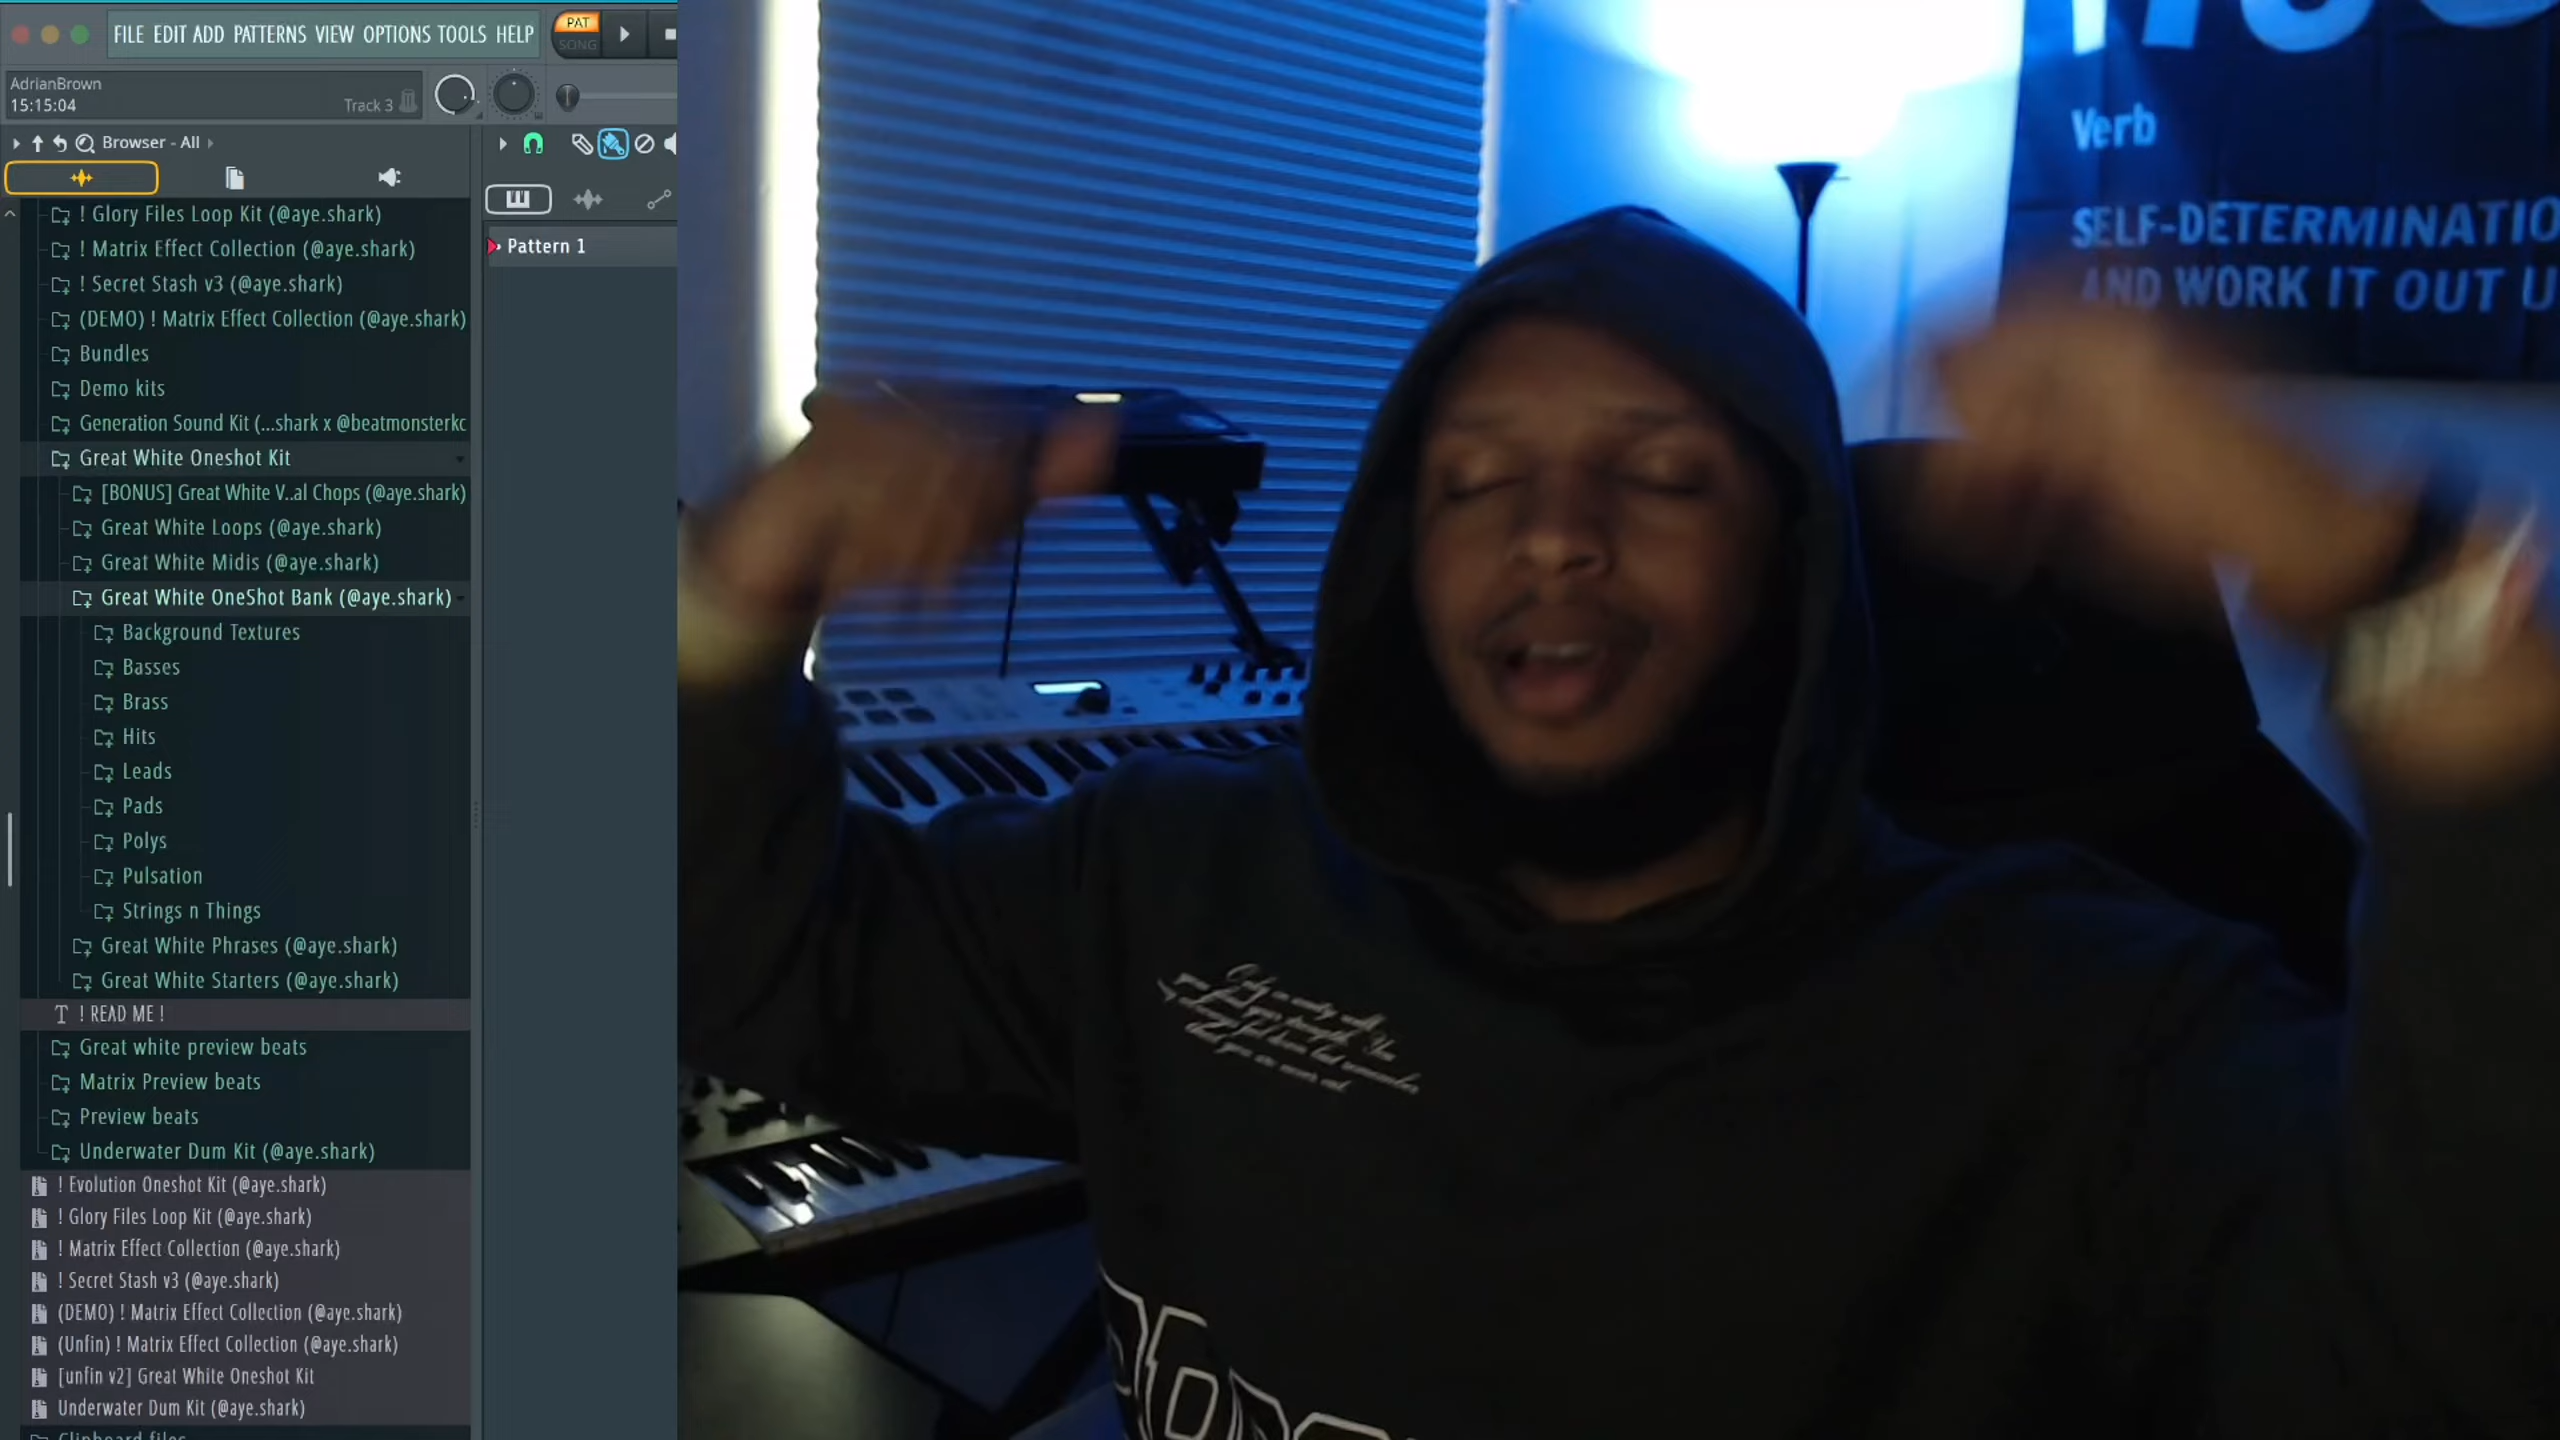 FILE EDIT ADD PATTERNS VIEW OPTIONS TOOLS HELP
PAT
SONG
AdrianBrown
15:15:04
Track 3
Browser - All
! Glory Files Loop Kit (@aye.shark)
! Matrix Effect Collection (@aye.shark)
! Secret Stash v3 (@aye.shark)
(DEMO) ! Matrix Effect Collection (@aye.shark)
Bundles
Demo kits
Generation Sound Kit (...shark x @beatmonsterkc
Great White Oneshot Kit
[BONUS] Great White V..al Chops (@aye.shark)
Great White Loops (@aye.shark)
Great White Midis (@aye.shark)
Great White OneShot Bank (@aye.shark)
Background Textures
Basses
Brass
Hits
Leads
Pads
Polys
Pulsation
Strings n Things
Great White Phrases (@aye.shark)
Great White Starters (@aye.shark)
! READ ME !
Great white preview beats
Matrix Preview beats
Preview beats
Underwater Dum Kit (@aye.shark)
! Evolution Oneshot Kit (@aye.shark)
! Glory Files Loop Kit (@aye.shark)
! Matrix Effect Collection (@aye.shark)
! Secret Stash v3 (@aye.shark)
(DEMO) ! Matrix Effect Collection (@aye.shark)
(Unfin) ! Matrix Effect Collection (@aye.shark)
[unfin v2] Great White Oneshot Kit
Underwater Dum Kit (@aye.shark)
Clipboard files
Pattern 1
Verb
SELF-DETERMINATIO
AND WORK IT OUT U